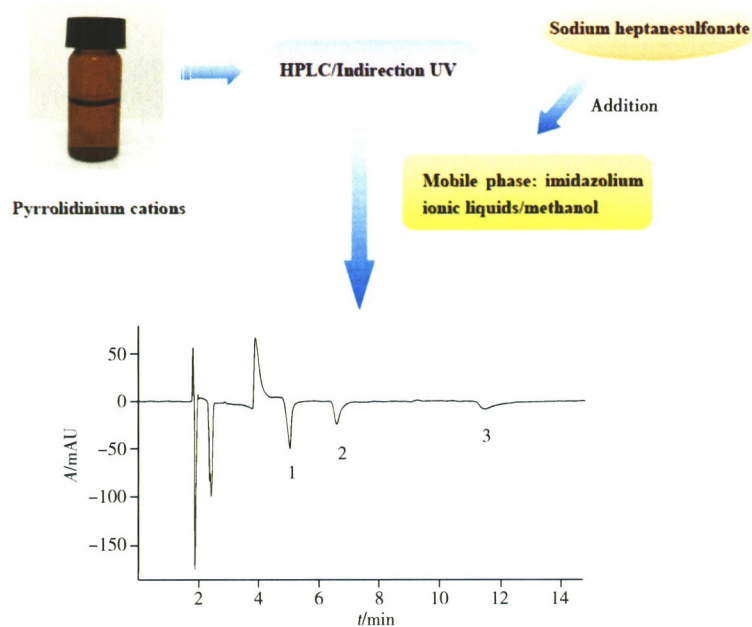 Sodium heptanesulfonate
HPLC/Indirection UV
Addition
Mobile phase: imidazolium
ionic liquids/methanol
Pyrrolidinium cations
50
0
−50
−100
−150
A/mAU
1
2
3
2
4
6
8
10
12
14
t/min